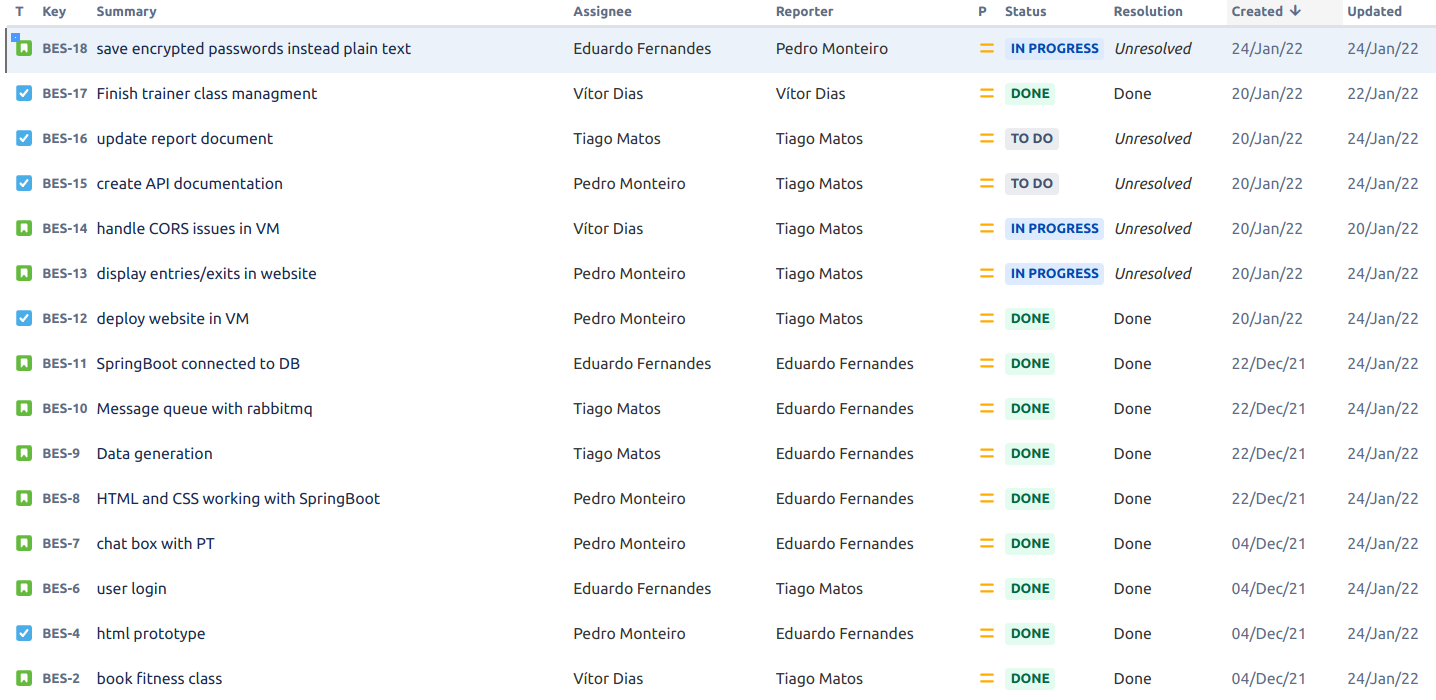 T Key Summary Assignee Reporter P Status Resolution Created Updated
BES-18 save encrypted passwords instead plain text Eduardo Fernandes Pedro Monteiro IN PROGRESS Unresolved 24/Jan/22 24/Jan/22
BES-17 Finish trainer class managment Vítor Dias Vítor Dias DONE Done 20/Jan/22 22/Jan/22
BES-16 update report document Tiago Matos Tiago Matos TO DO Unresolved 20/Jan/22 24/Jan/22
BES-15 create API documentation Pedro Monteiro Tiago Matos TO DO Unresolved 20/Jan/22 24/Jan/22
BES-14 handle CORS issues in VM Vítor Dias Tiago Matos IN PROGRESS Unresolved 20/Jan/22 20/Jan/22
BES-13 display entries/exits in website Pedro Monteiro Tiago Matos IN PROGRESS Unresolved 20/Jan/22 24/Jan/22
BES-12 deploy website in VM Pedro Monteiro Tiago Matos DONE Done 20/Jan/22 24/Jan/22
BES-11 SpringBoot connected to DB Eduardo Fernandes Eduardo Fernandes DONE Done 22/Dec/21 24/Jan/22
BES-10 Message queue with rabbitmq Tiago Matos Eduardo Fernandes DONE Done 22/Dec/21 24/Jan/22
BES-9 Data generation Tiago Matos Eduardo Fernandes DONE Done 22/Dec/21 24/Jan/22
BES-8 HTML and CSS working with SpringBoot Pedro Monteiro Eduardo Fernandes DONE Done 22/Dec/21 24/Jan/22
BES-7 chat box with PT Pedro Monteiro Eduardo Fernandes DONE Done 04/Dec/21 24/Jan/22
BES-6 user login Eduardo Fernandes Tiago Matos DONE Done 04/Dec/21 24/Jan/22
BES-4 html prototype Pedro Monteiro Eduardo Fernandes DONE Done 04/Dec/21 24/Jan/22
BES-2 book fitness class Vítor Dias Tiago Matos DONE Done 04/Dec/21 24/Jan/22